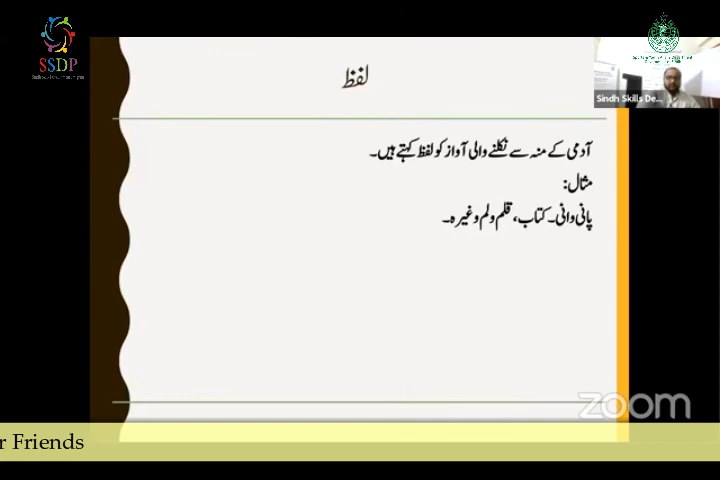 SSDP
لفظ
Sindh Skills De...
آدمی کے منہ سے نکلنے والی آواز کو لفظ کہتے ہیں۔
مثال:
پانی وانی۔ کتاب، قلم ولم وغیرہ۔
zoom
r Friends